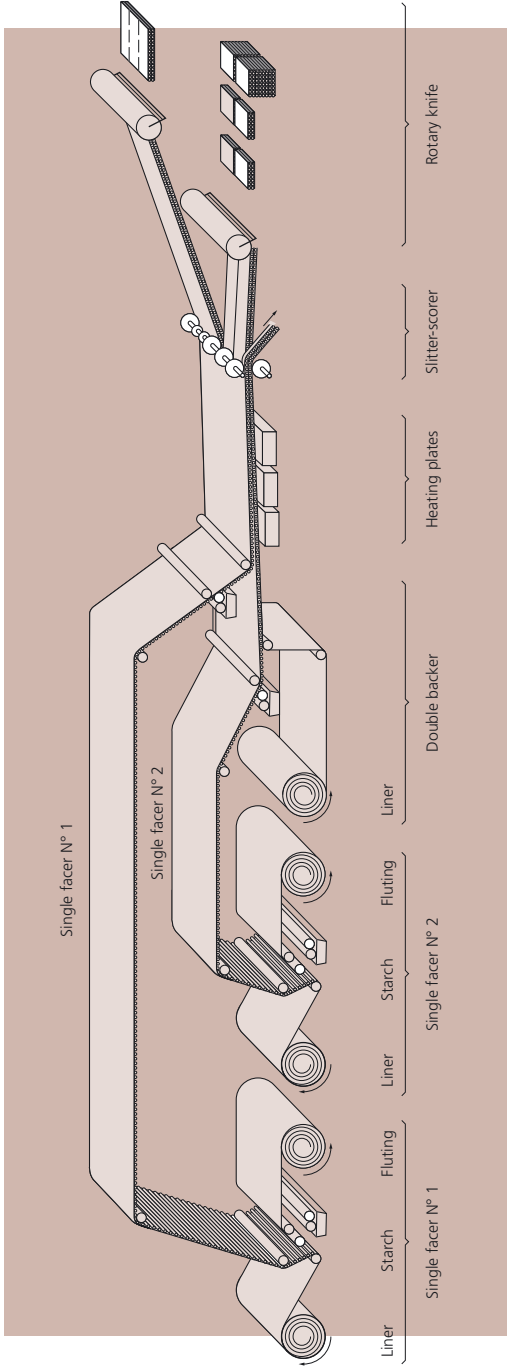 Single facer N° 1
Single facer N° 2
Liner
Starch
Fluting
Liner
Starch
Fluting
Liner
Single facer N° 1
Single facer N° 2
Double backer
Heating plates
Slitter-scorer
Rotary knife